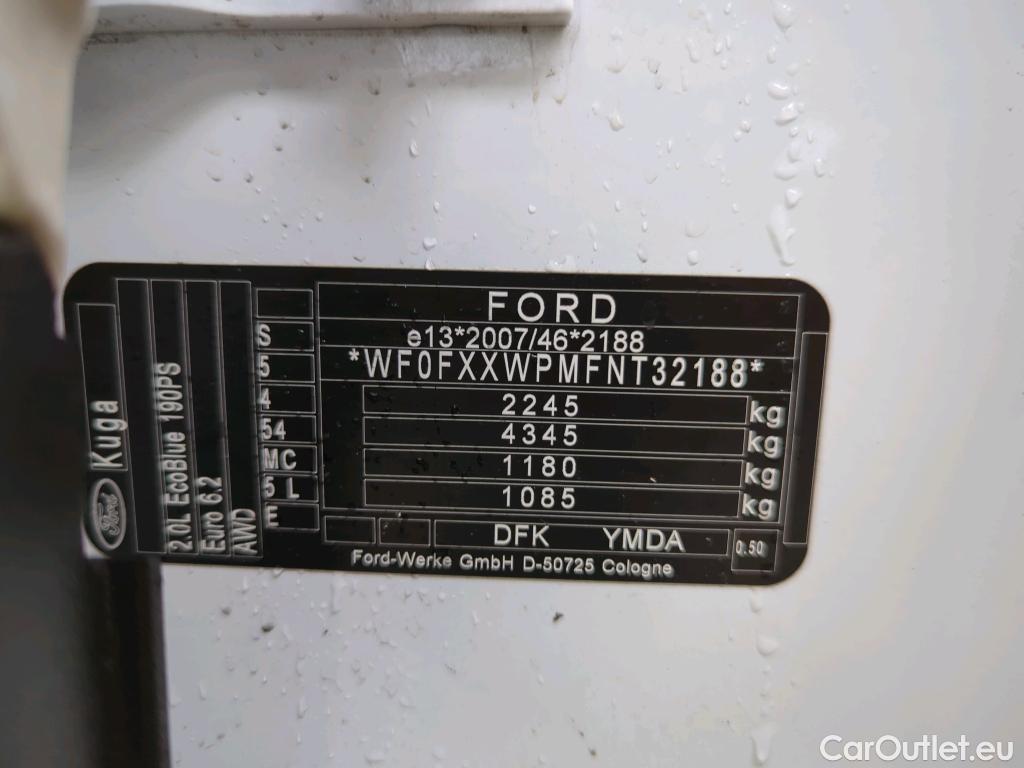 FORD
e13*2007/46*2188
*WF0FXXWPMFNT32188*
2245 kg
4345 kg
1180 kg
1085 kg
DFK YMDA 0.50
Ford-Werke GmbH D-50725 Cologne
S
5
4
54
MC
5 L
E
Kuga
Ford
2.0L EcoBlue 190PS
Euro 6.2
AWD
CarOutlet.eu